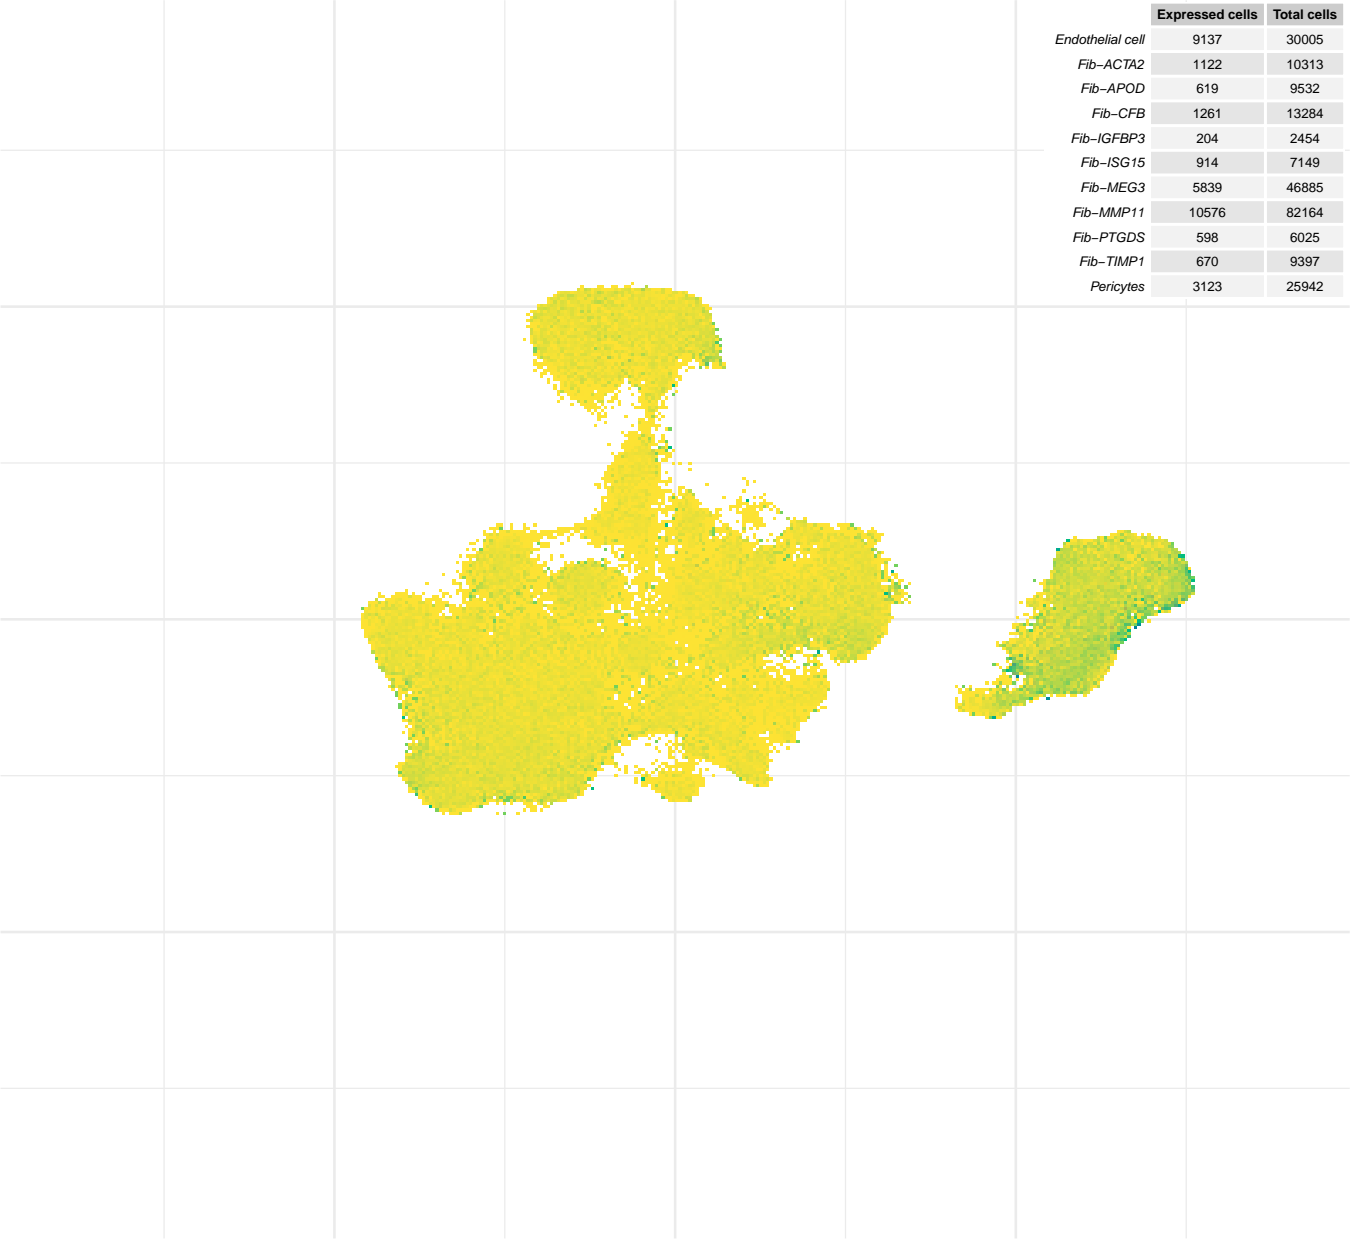 Expressed cells Total cells
Endothelial cell 9137 30005
Fib−ACTA2 1122 10313
Fib−APOD 619 9532
Fib−CFB 1261 13284
Fib−IGFBP3 204 2454
Fib−ISG15 914 7149
Fib−MEG3 5839 46885
Fib−MMP11 10576 82164
Fib−PTGDS 598 6025
Fib−TIMP1 670 9397
Pericytes 3123 25942